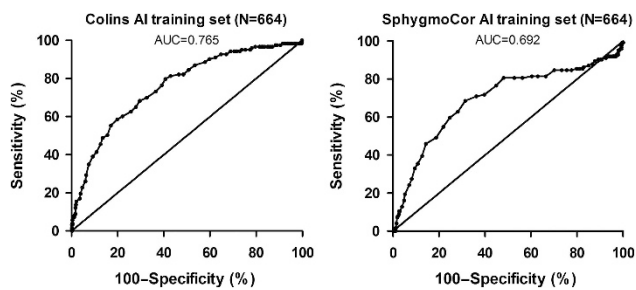 Colins AI training set (N=664)
AUC=0.765
100
80
60
40
20
0
Sensitivity (%)
0 20 40 60 80 100
100−Specificity (%)
SphygmoCor AI training set (N=664)
AUC=0.692
100
80
60
40
20
0
Sensitivity (%)
0 20 40 60 80 100
100−Specificity (%)